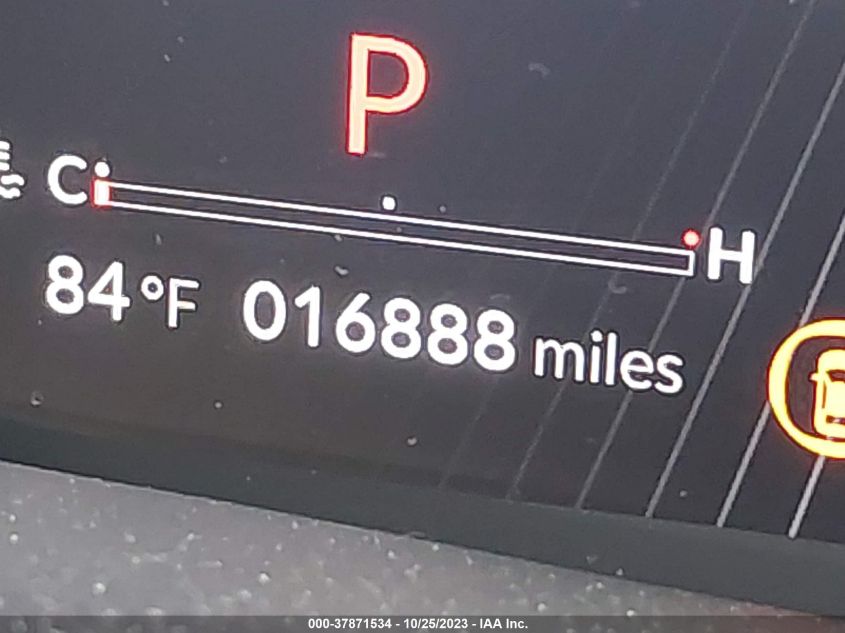 P
C H
84°F 016888 miles
000-37871534 - 10/25/2023 - IAA Inc.